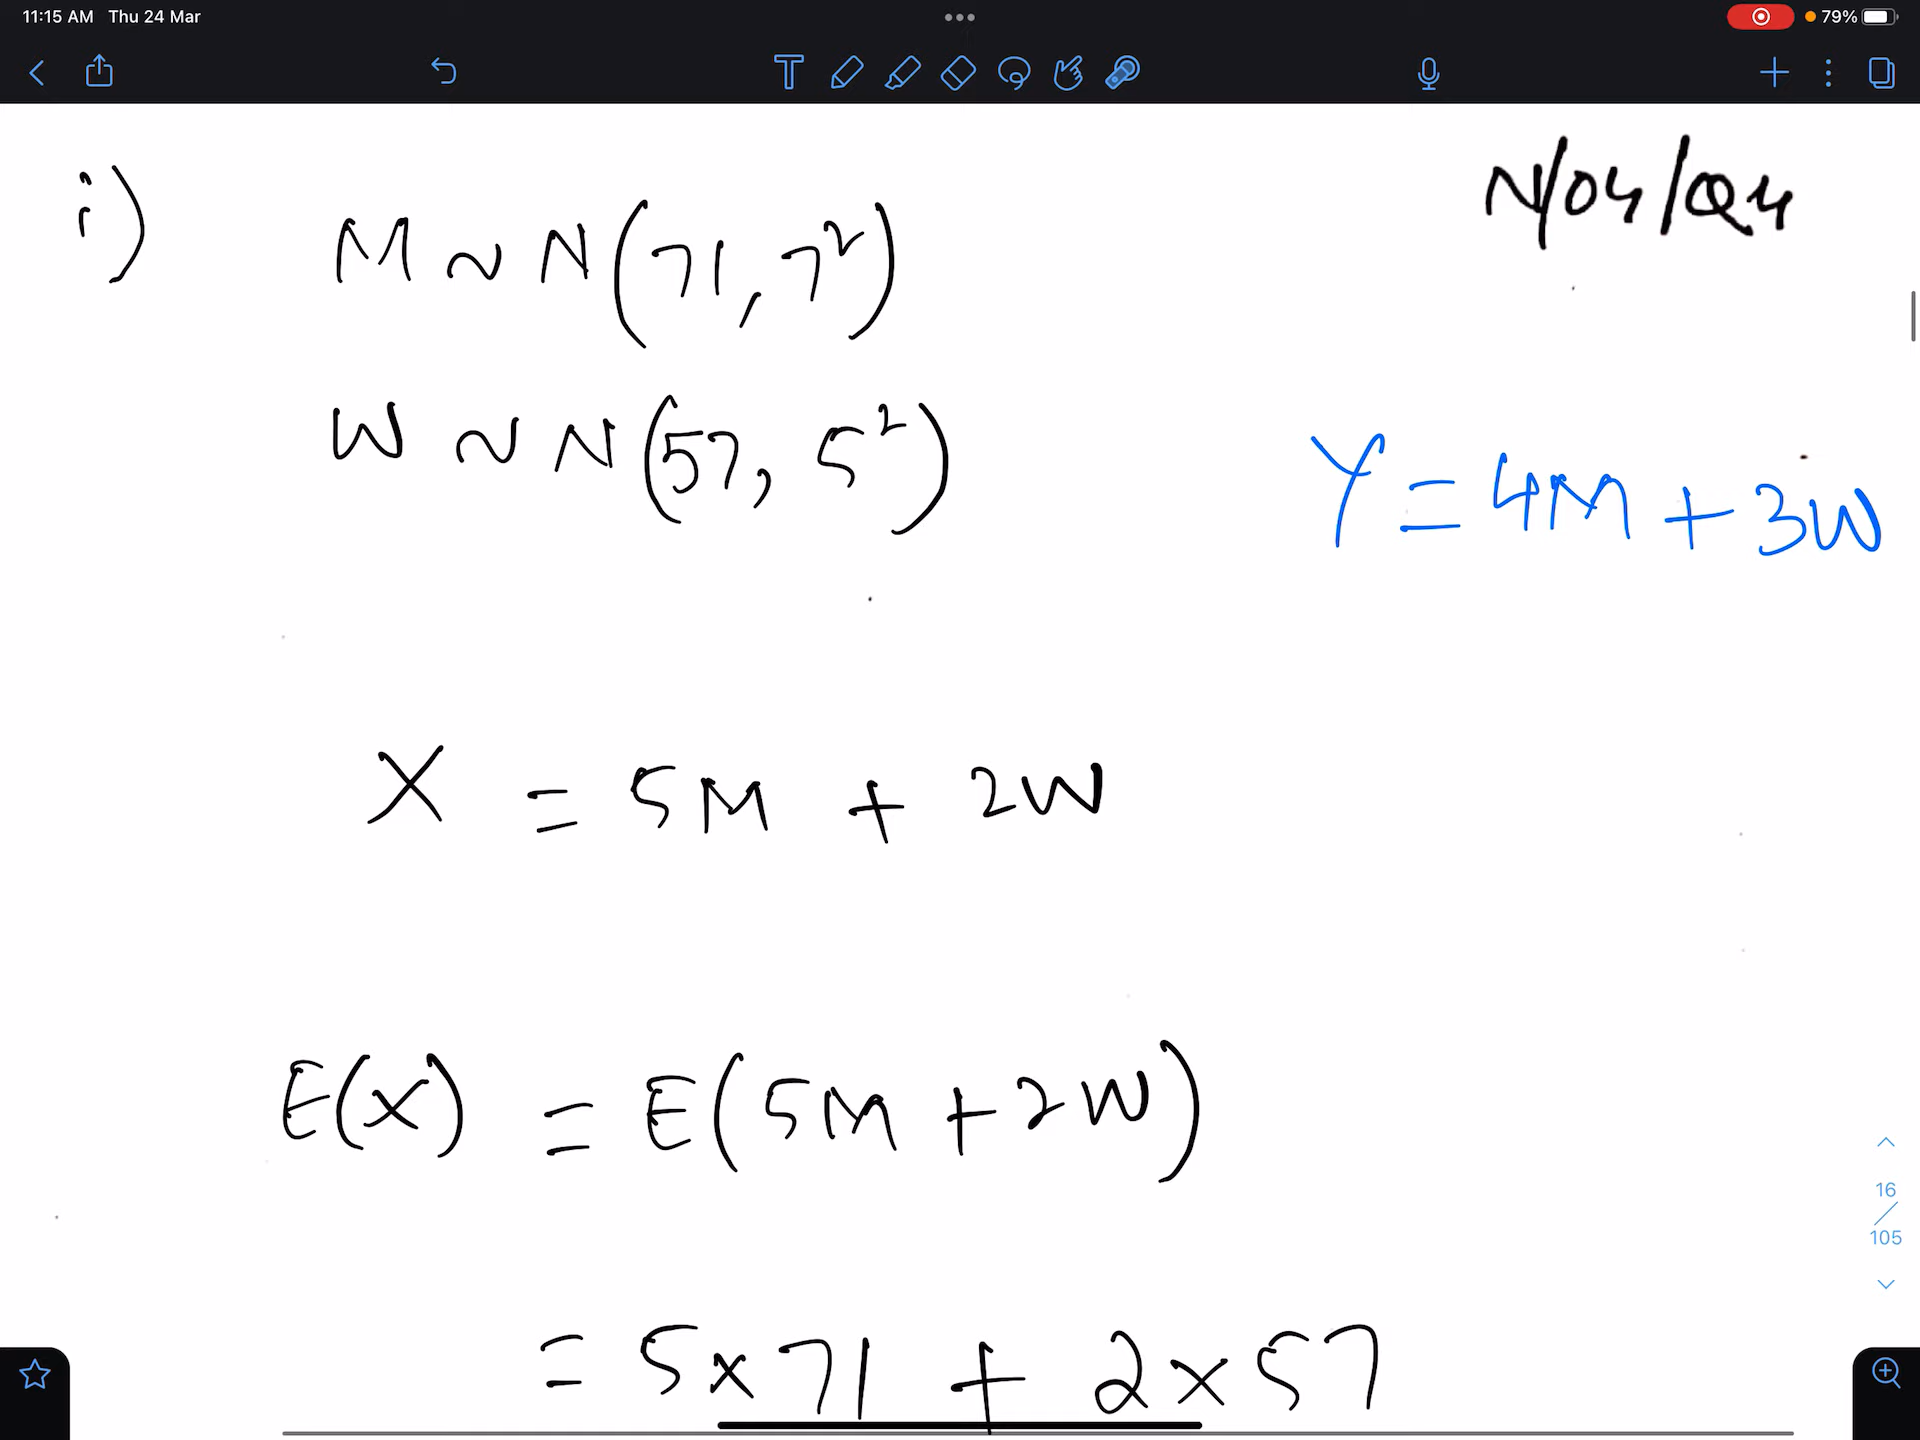 11:15 AM Thu 24 Mar
79%
i)
N/04/Q4
M ~ N(71, 7²)
W ~ N(57, 5²)
Y = 4M + 3W
X = 5M + 2W
E(X) = E(5M + 2W)
16
/
105
= 5 x 71 + 2 x 57